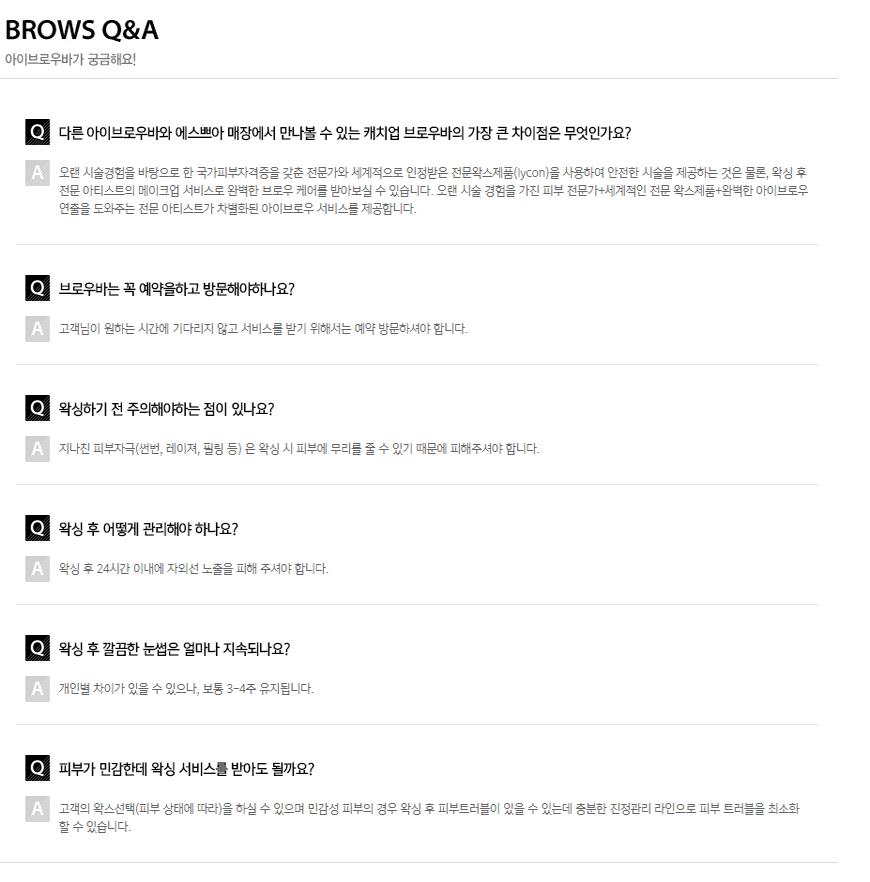 BROWS Q&A
아이브로우바가 궁금해요!
Q 다른 아이브로우바와 에스쁘아 매장에서 만나볼 수 있는 캐치업 브로우바의 가장 큰 차이점은 무엇인가요?
A 오랜 시술경험을 바탕으로 한 국가피부자격증을 갖춘 전문가와 세계적으로 인정받은 전문왁스제품(lycon)을 사용하여 안전한 시술을 제공하는 것은 물론, 왁싱 후
전문 아티스트의 메이크업 서비스로 완벽한 브로우 케어를 받아보실 수 있습니다. 오랜 시술 경험을 가진 피부 전문가+세계적인 전문 왁스제품+완벽한 아이브로우
연출을 도와주는 전문 아티스트가 차별화된 아이브로우 서비스를 제공합니다.
Q 브로우바는 꼭 예약을하고 방문해야하나요?
A 고객님이 원하는 시간에 기다리지 않고 서비스를 받기 위해서는 예약 방문하셔야 합니다.
Q 왁싱하기 전 주의해야하는 점이 있나요?
A 지나친 피부자극(썬번, 레이져, 필링 등) 은 왁싱 시 피부에 무리를 줄 수 있기 때문에 피해주셔야 합니다.
Q 왁싱 후 어떻게 관리해야 하나요?
A 왁싱 후 24시간 이내에 자외선 노출을 피해 주셔야 합니다.
Q 왁싱 후 깔끔한 눈썹은 얼마나 지속되나요?
A 개인별 차이가 있을 수 있으나, 보통 3-4주 유지됩니다.
Q 피부가 민감한데 왁싱 서비스를 받아도 될까요?
A 고객의 왁스선택(피부 상태에 따라)을 하실 수 있으며 민감성 피부의 경우 왁싱 후 피부트러블이 있을 수 있는데 충분한 진정관리 라인으로 피부 트러블을 최소화
할 수 있습니다.